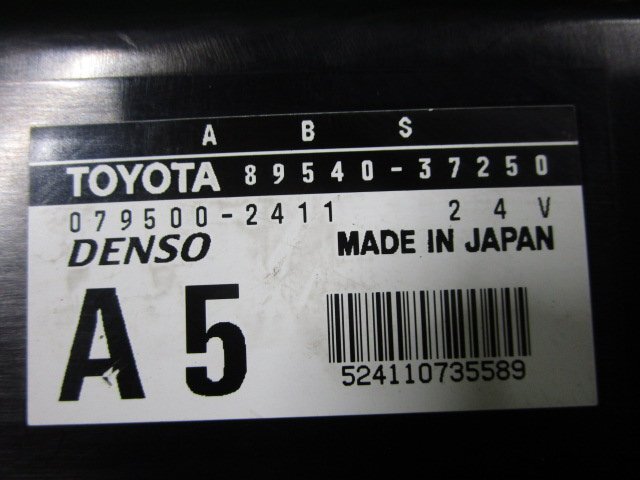 A B S
TOYOTA 89540-37250
079500-2411 24V
DENSO MADE IN JAPAN
A5
524110735589